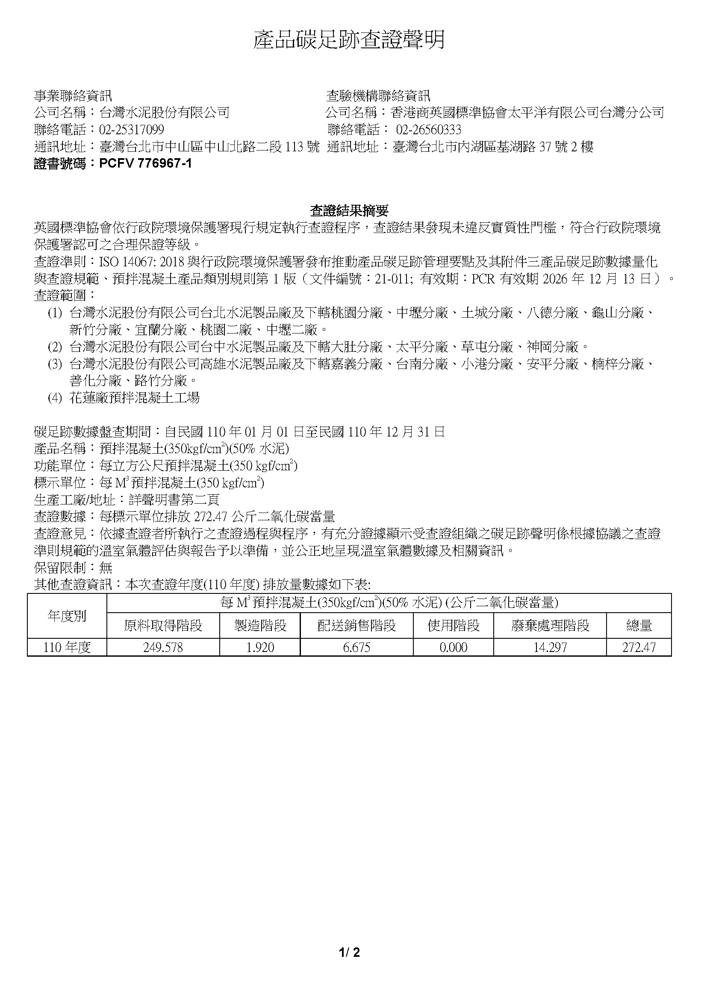 產品碳足跡查證聲明
事業聯絡資訊 查驗機構聯絡資訊
公司名稱：台灣水泥股份有限公司 公司名稱：香港商英國標準協會太平洋有限公司台灣分公司
聯絡電話：02-25317099 聯絡電話： 02-26560333
通訊地址：臺灣台北市中山區中山北路二段 113 號 通訊地址：臺灣台北市內湖區基湖路 37 號 2 樓
證書號碼：PCFV 776967-1
查證結果摘要
英國標準協會依行政院環境保護署現行規定執行查證程序，查證結果發現未違反實質性門檻，符合行政院環境
保護署認可之合理保證等級。
查證準則：ISO 14067: 2018 與行政院環境保護署發布推動產品碳足跡管理要點及其附件三產品碳足跡數據量化
與查證規範、預拌混凝土產品類別規則第 1 版（文件編號：21-011; 有效期：PCR 有效期 2026 年 12 月 13 日）。
查證範圍：
(1) 台灣水泥股份有限公司台北水泥製品廠及下轄桃園分廠、中壢分廠、土城分廠、八德分廠、龜山分廠、
新竹分廠、宜蘭分廠、桃園二廠、中壢二廠。
(2) 台灣水泥股份有限公司台中水泥製品廠及下轄大肚分廠、太平分廠、草屯分廠、神岡分廠。
(3) 台灣水泥股份有限公司高雄水泥製品廠及下轄嘉義分廠、台南分廠、小港分廠、安平分廠、楠梓分廠、
善化分廠、路竹分廠。
(4) 花蓮廠預拌混凝土工場
碳足跡數據盤查期間：自民國 110 年 01 月 01 日至民國 110 年 12 月 31 日
產品名稱：預拌混凝土(350kgf/cm²)(50% 水泥)
功能單位：每立方公尺預拌混凝土(350 kgf/cm²)
標示單位：每 M³ 預拌混凝土(350 kgf/cm²)
生產工廠/地址：詳聲明書第二頁
查證數據：每標示單位排放 272.47 公斤二氧化碳當量
查證意見：依據查證者所執行之查證過程與程序，有充分證據顯示受查證組織之碳足跡聲明係根據協議之查證
準則規範的溫室氣體評估與報告予以準備，並公正地呈現溫室氣體數據及相關資訊。
保留限制：無
其他查證資訊：本次查證年度(110 年度) 排放量數據如下表:
年度別 每 M³ 預拌混凝土(350kgf/cm²)(50% 水泥) (公斤二氧化碳當量)
原料取得階段 製造階段 配送銷售階段 使用階段 廢棄處理階段 總量
110 年度 249.578 1.920 6.675 0.000 14.297 272.47
1/ 2